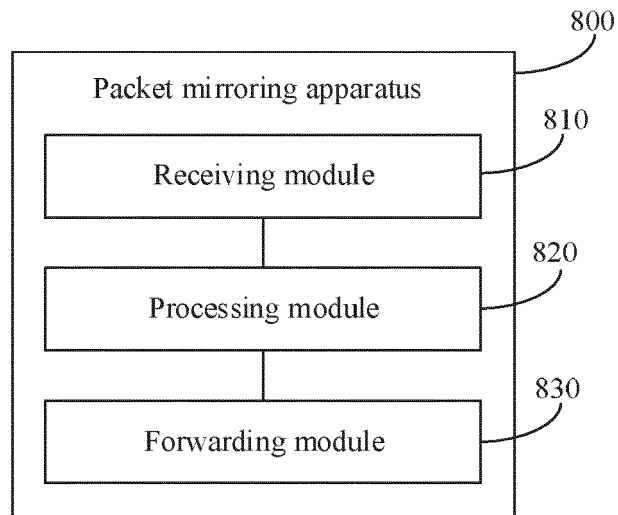 800
Packet mirroring apparatus
810
Receiving module
820
Processing module
830
Forwarding module